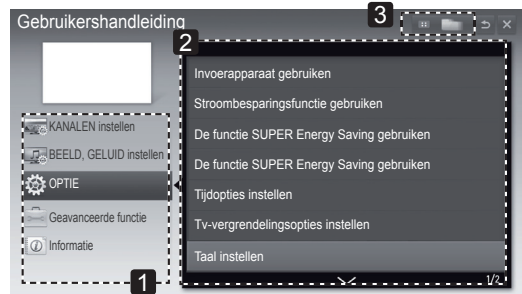 Gebruikershandleiding
3
2
KANALEN instellen
BEELD, GELUID instellen
OPTIE
Geavanceerde functie
Informatie
1
Invoerapparaat gebruiken
Stroombesparingsfunctie gebruiken
De functie SUPER Energy Saving gebruiken
De functie SUPER Energy Saving gebruiken
Tijdopties instellen
Tv-vergrendelingsopties instellen
Taal instellen
1/2